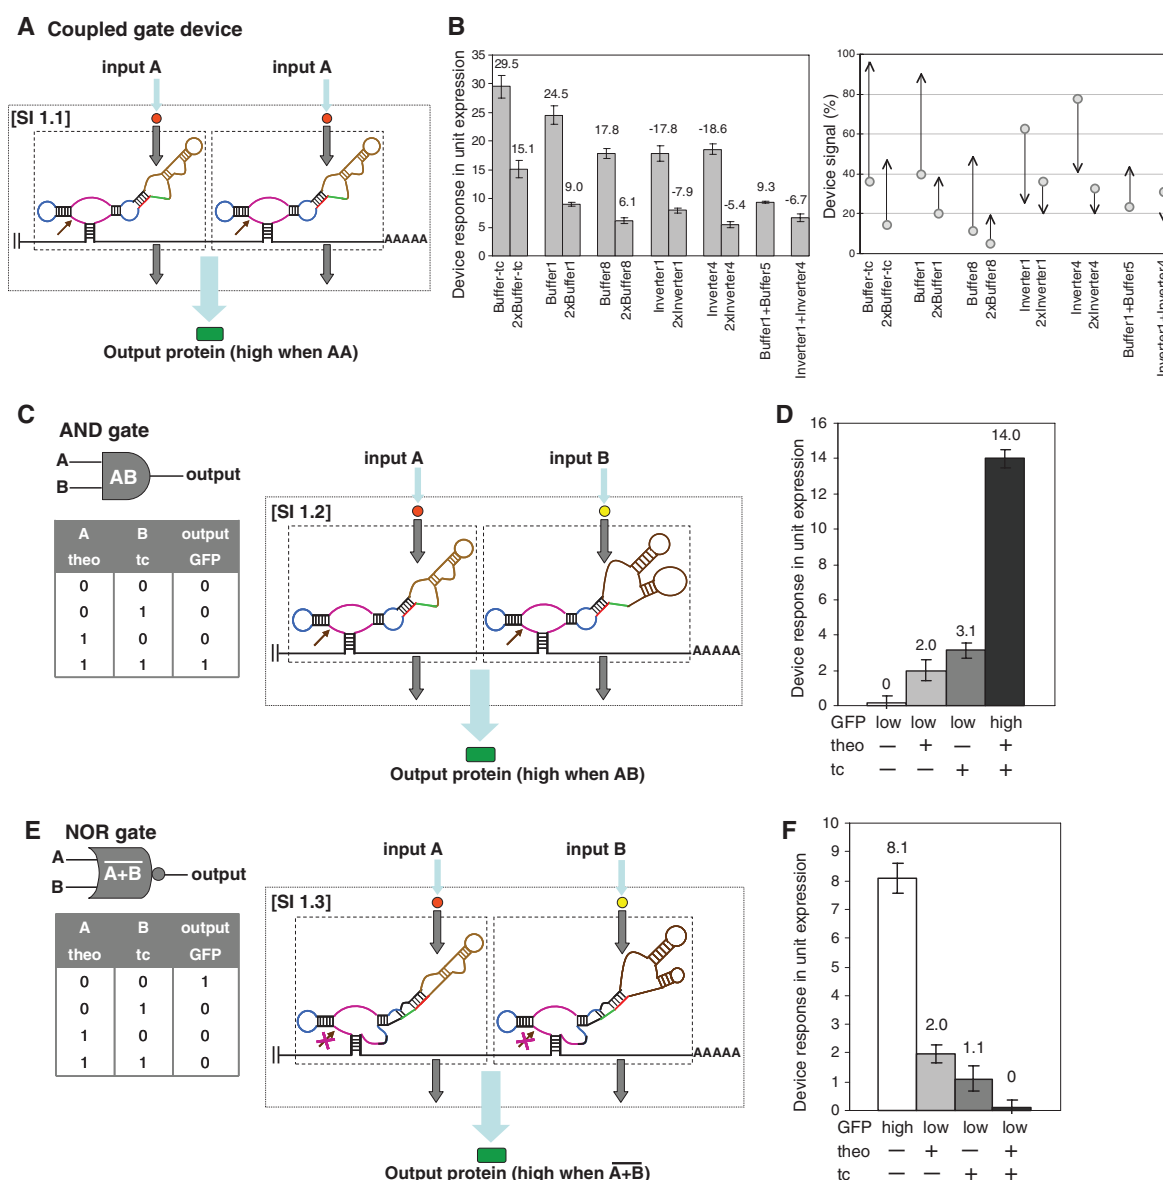 A Coupled gate device
input A input A
[SI 1.1]
AAAAA
Output protein (high when AA)
B
Device response in unit expression
35
30
25
20
15
10
5
0
29.5
15.1
24.5
9.0
17.8
6.1
-17.8
-7.9
-18.6
-5.4
9.3
-6.7
Buffer-tc
2xBuffer-tc
Buffer1
2xBuffer1
Buffer8
2xBuffer8
Inverter1
2xInverter1
Inverter4
2xInverter4
Buffer1+Buffer5
Inverter1+Inverter4
Device signal (%)
100
80
60
40
20
0
Buffer-tc
2xBuffer-tc
Buffer1
2xBuffer1
Buffer8
2xBuffer8
Inverter1
2xInverter1
Inverter4
2xInverter4
Buffer1+Buffer5
Inverter1+Inverter4
C
AND gate
A
B
AB
output
A B output
theo tc GFP
0 0 0
0 1 0
1 0 0
1 1 1
input A input B
[SI 1.2]
AAAAA
Output protein (high when AB)
D
Device response in unit expression
16
14
12
10
8
6
4
2
0
0
2.0
3.1
14.0
GFP low low low high
theo — + — +
tc — — + +
E
NOR gate
A
B
A+B
output
A B output
theo tc GFP
0 0 1
0 1 0
1 0 0
1 1 0
input A input B
[SI 1.3]
AAAAA
Output protein (high when A+B)
F
Device response in unit expression
10
9
8
7
6
5
4
3
2
1
0
8.1
2.0
1.1
0
GFP high low low low
theo — + — +
tc — — + +